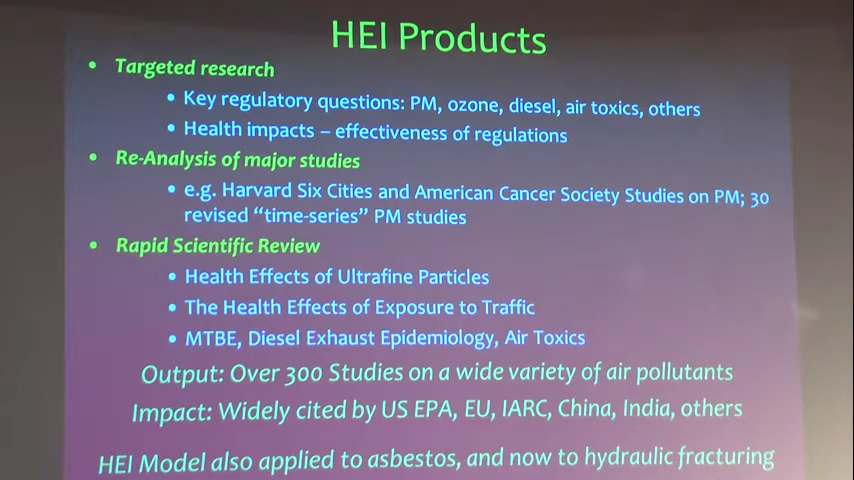 HEI Products
• Targeted research
• Key regulatory questions: PM, ozone, diesel, air toxics, others
• Health impacts – effectiveness of regulations
• Re-Analysis of major studies
• e.g. Harvard Six Cities and American Cancer Society Studies on PM; 30
revised “time-series” PM studies
• Rapid Scientific Review
• Health Effects of Ultrafine Particles
• The Health Effects of Exposure to Traffic
• MTBE, Diesel Exhaust Epidemiology, Air Toxics
Output: Over 300 Studies on a wide variety of air pollutants
Impact: Widely cited by US EPA, EU, IARC, China, India, others
HEI Model also applied to asbestos, and now to hydraulic fracturing